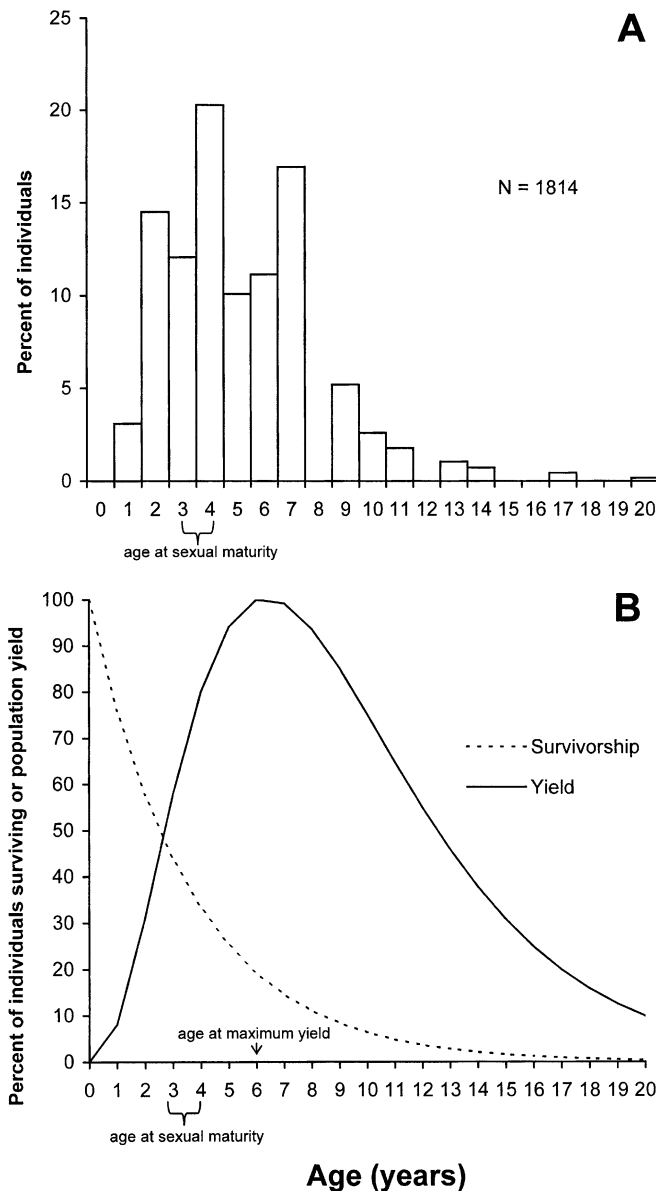 A
25
20
15
10
5
0
Percent of individuals
N = 1814
0 1 2 3 4 5 6 7 8 9 10 11 12 13 14 15 16 17 18 19 20
age at sexual maturity
B
100
90
80
70
60
50
40
30
20
10
0
Percent of individuals surviving or population yield
Survivorship
Yield
age at maximum yield
0 1 2 3 4 5 6 7 8 9 10 11 12 13 14 15 16 17 18 19 20
age at sexual maturity
Age (years)